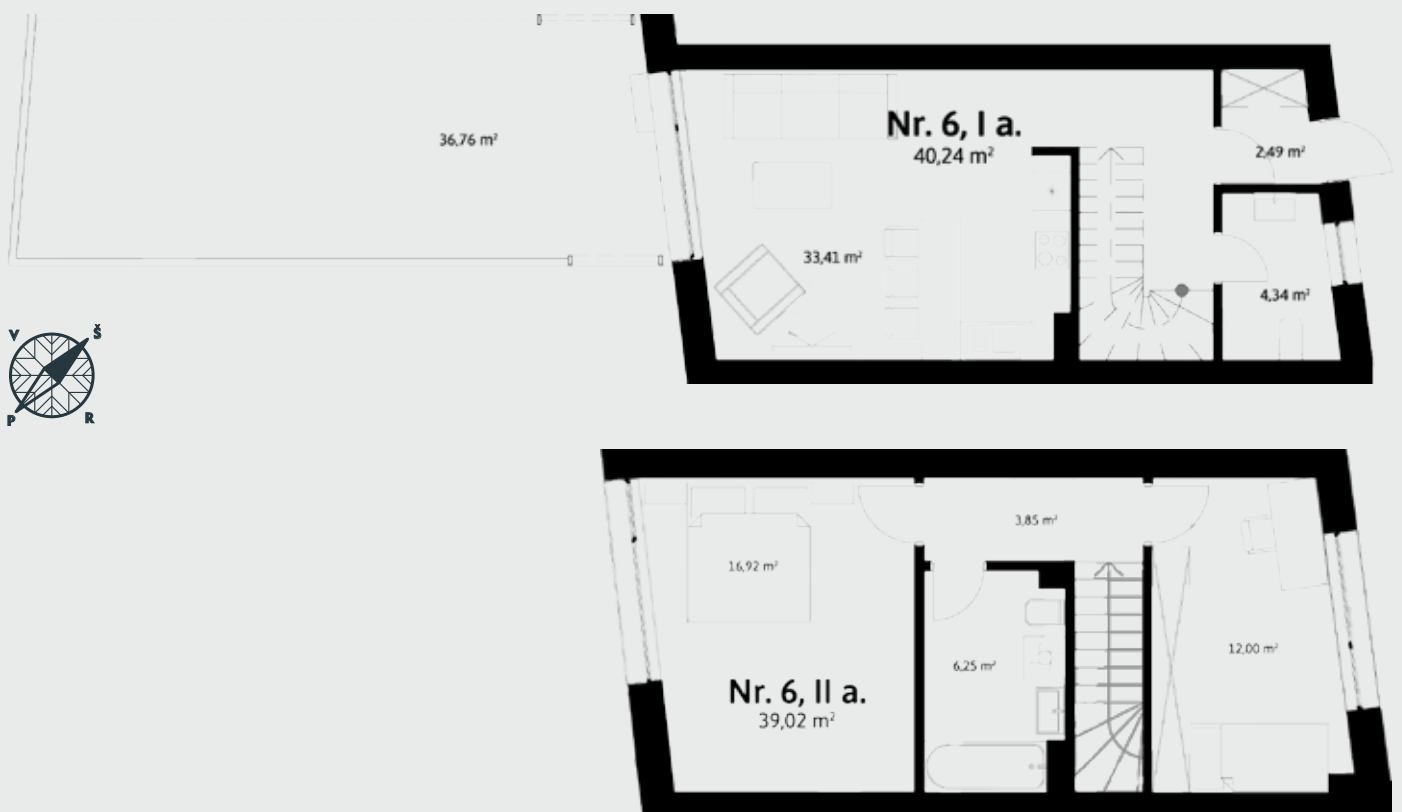 36,76 m²
Nr. 6, I a.
40,24 m²
2,49 m²
33,41 m²
4,34 m²
V
Š
P
R
3,85 m²
16,92 m²
12,00 m²
6,25 m²
Nr. 6, II a.
39,02 m²